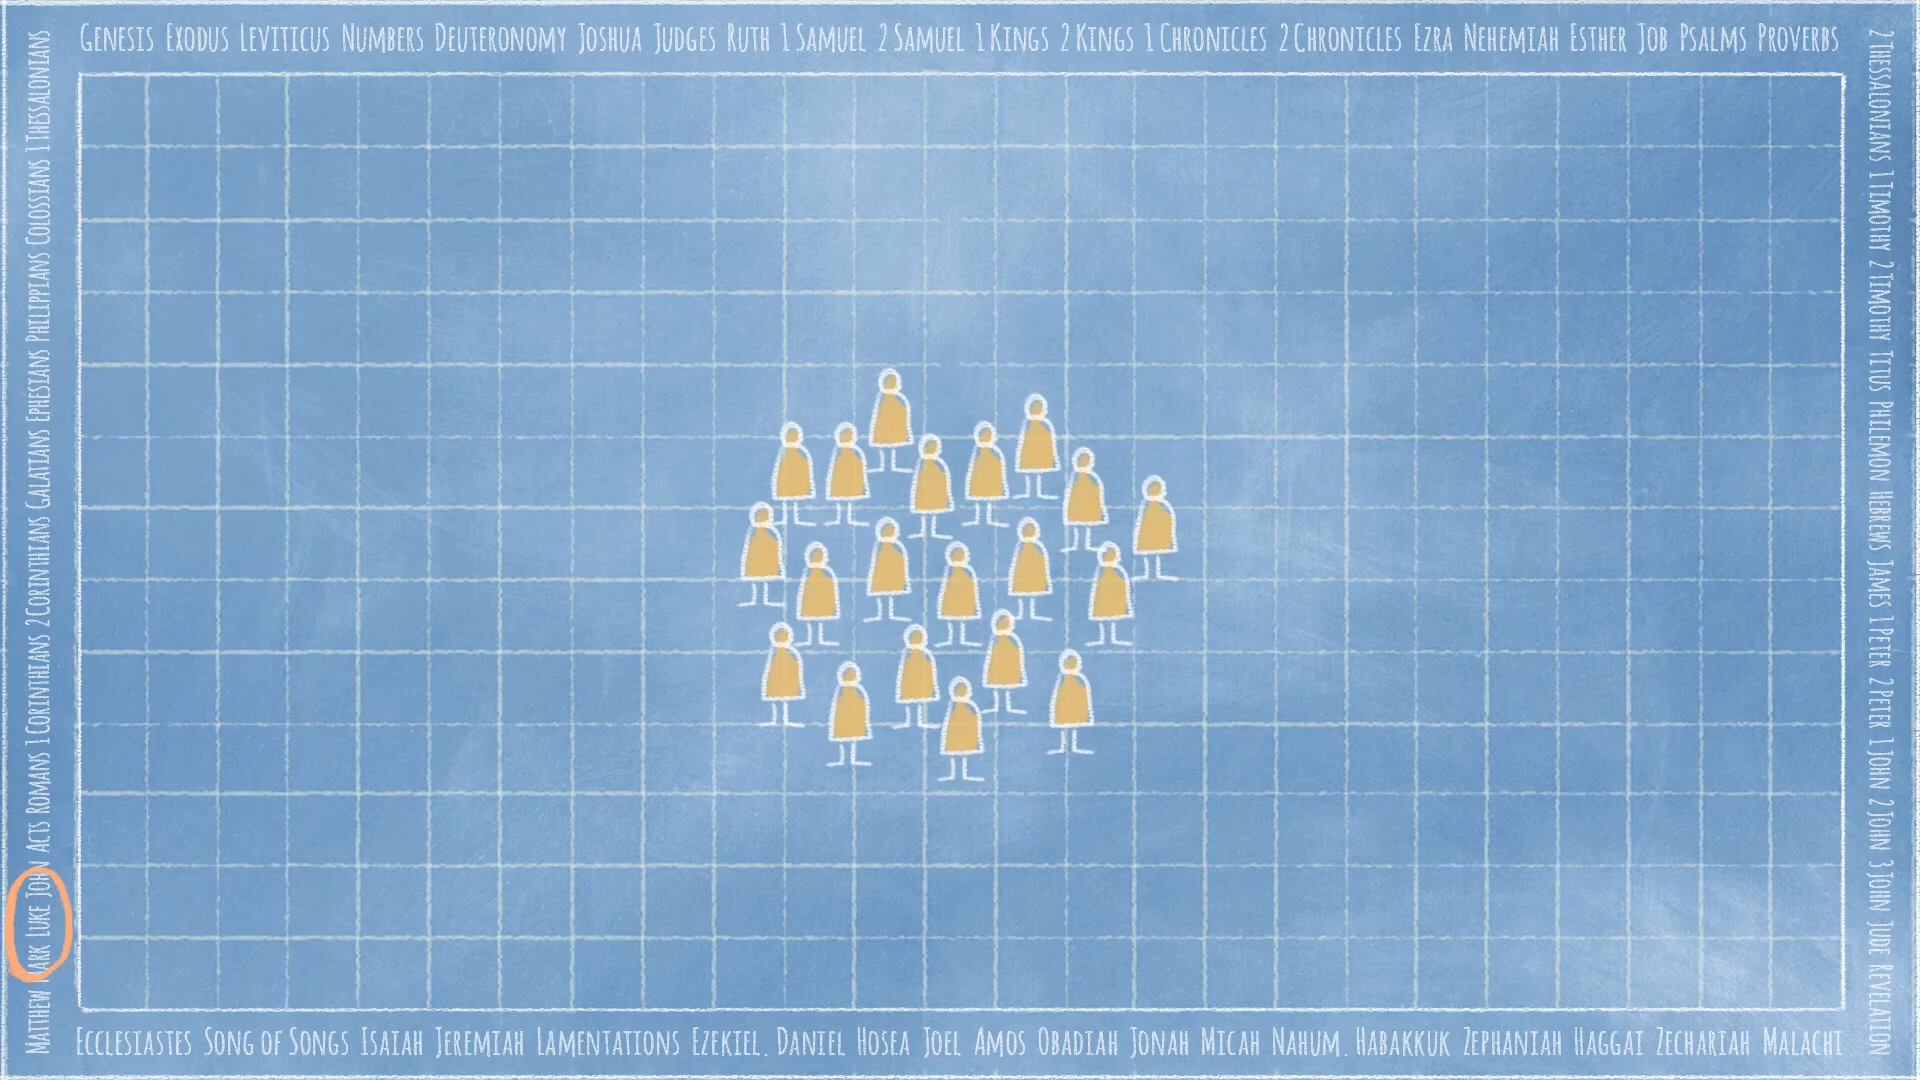 Genesis Exodus Leviticus Numbers Deuteronomy Joshua Judges Ruth 1 Samuel 2 Samuel 1 Kings 2 Kings 1 Chronicles 2 Chronicles Ezra Nehemiah Esther Job Psalms Proverbs
Ecclesiastes Song of Songs Isaiah Jeremiah Lamentations Ezekiel. Daniel Hosea Joel Amos Obadiah Jonah Micah Nahum. Habakkuk Zephaniah Haggai Zechariah Malachi
Matthew Mark Luke John Acts Romans 1 Corinthians 2 Corinthians Galatians Ephesians Philippians Colossians 1 Thessalonians
2 Thessalonians 1 Timothy 2 Timothy Titus Philemon Hebrews James 1 Peter 2 Peter 1 John 2 John 3 John Jude Revelation